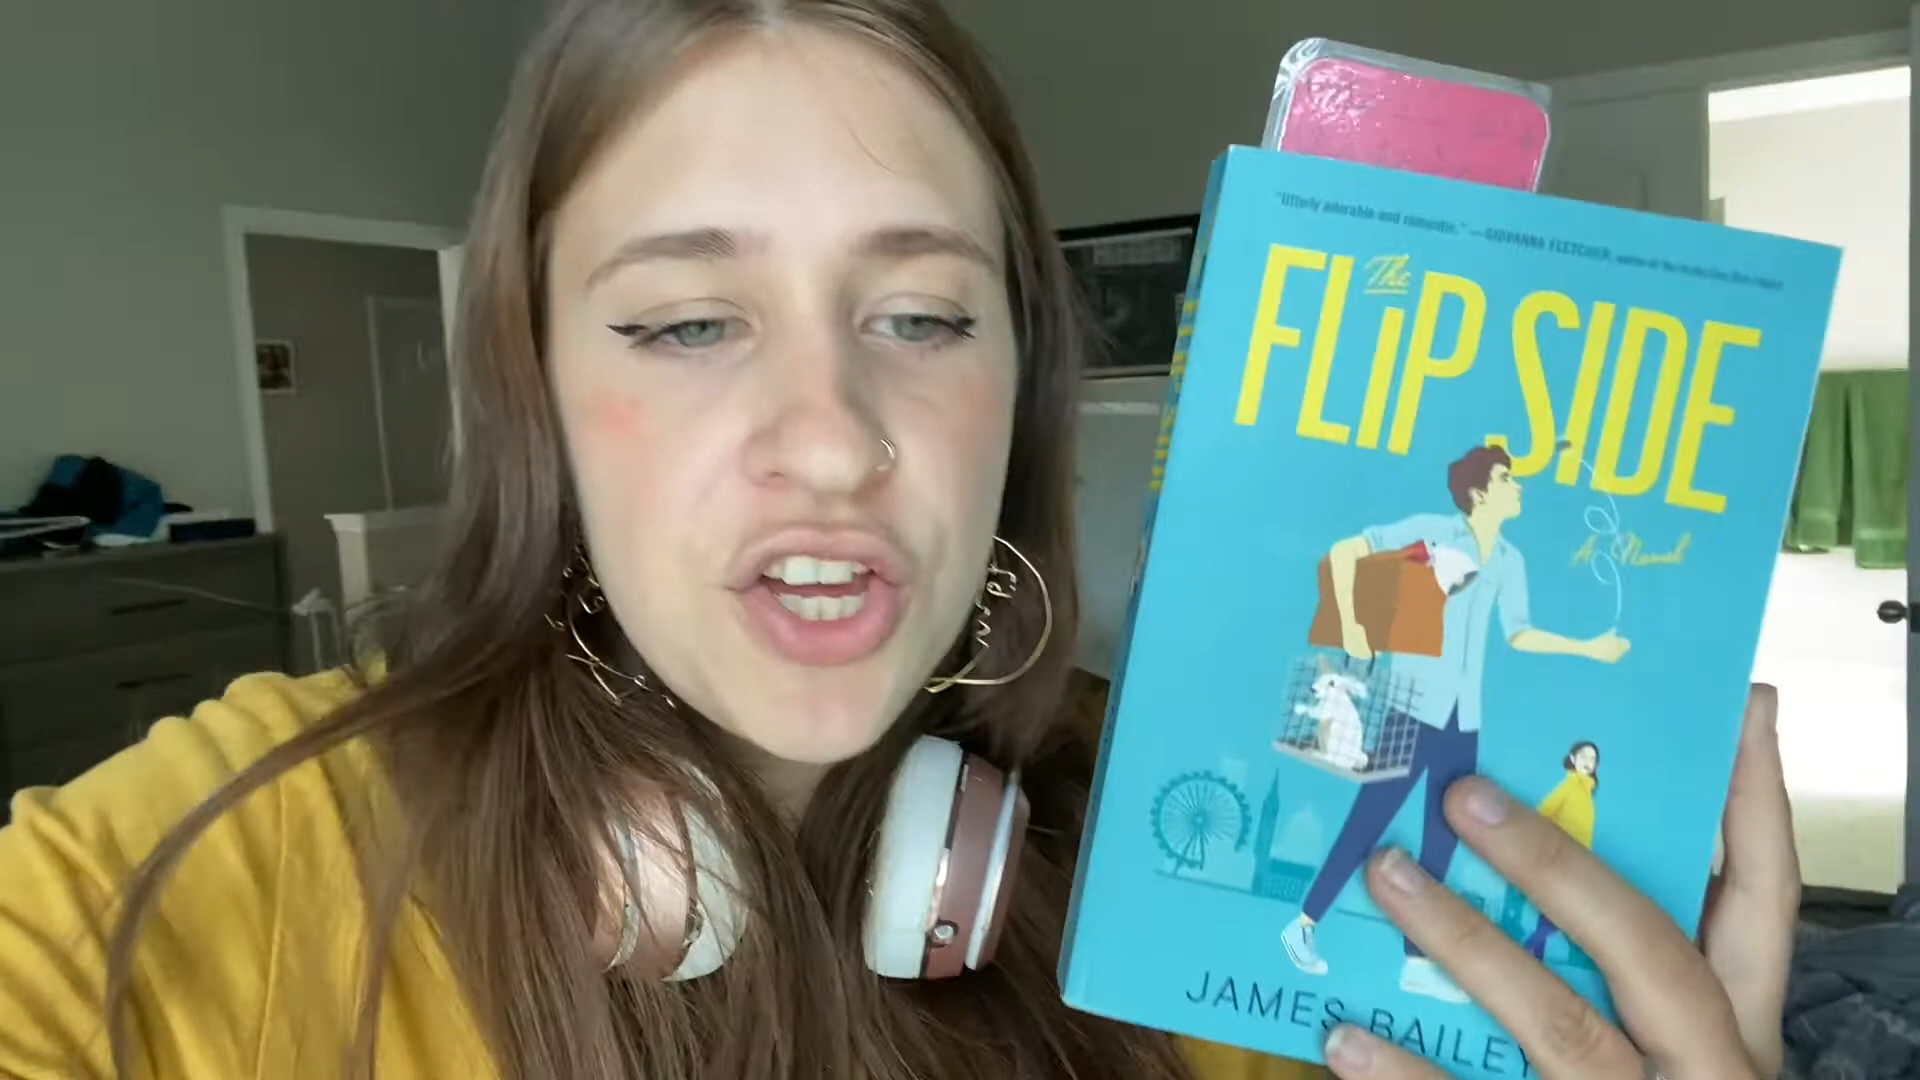 "Utterly adorable and romantic." —GIOVANNA FLETCHER,
The
FLIP SIDE
A Novel
JAMES BAILEY